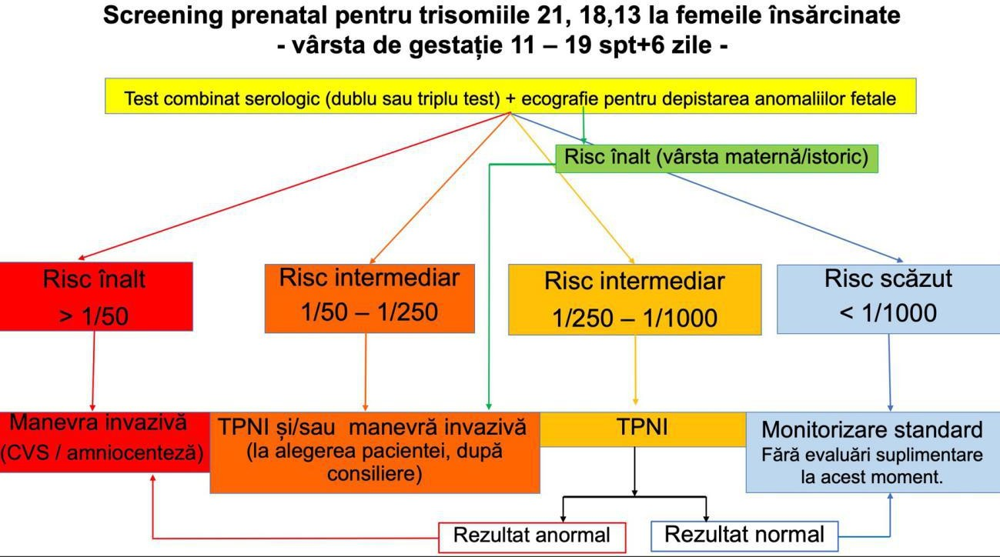 Screening prenatal pentru trisomiile 21, 18,13 la femeile însărcinate
- vârsta de gestație 11 – 19 spt+6 zile -
Test combinat serologic (dublu sau triplu test) + ecografie pentru depistarea anomaliilor fetale
Risc înalt (vârsta maternă/istoric)
Risc înalt
> 1/50
Risc intermediar
1/50 – 1/250
Risc intermediar
1/250 – 1/1000
Risc scăzut
< 1/1000
Manevra invazivă
(CVS / amniocenteză)
TPNI și/sau manevră invazivă
(la alegerea pacientei, după
consiliere)
TPNI
Monitorizare standard
Fără evaluări suplimentare
la acest moment.
Rezultat anormal
Rezultat normal